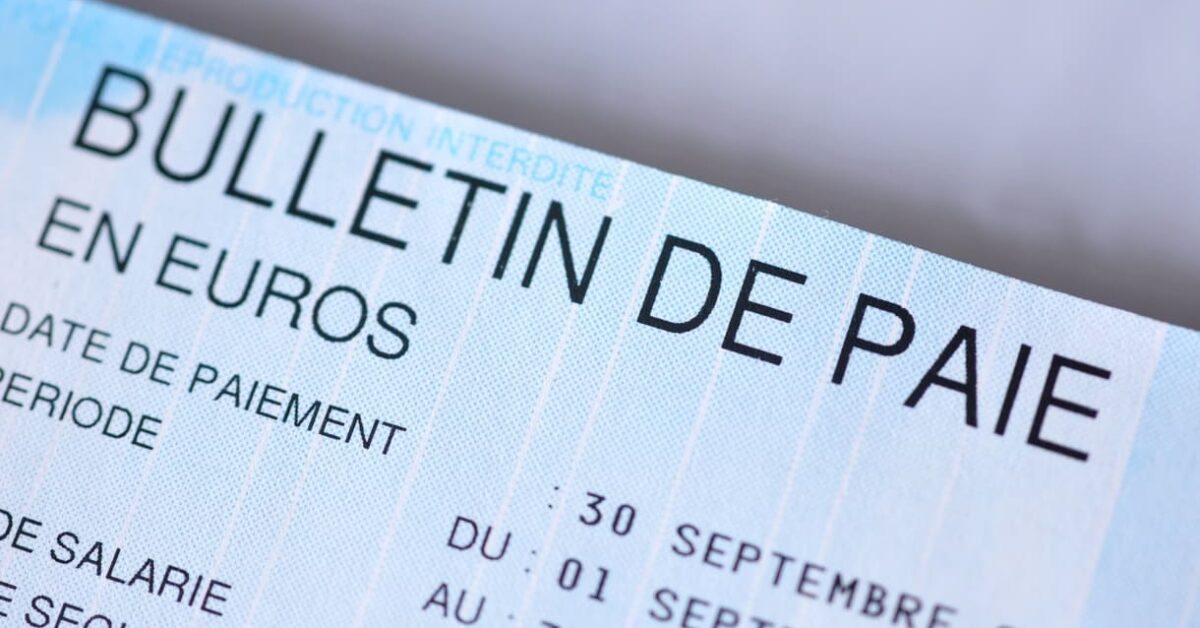 REPRODUCTION INTERDITE
BULLETIN DE PAIE
EN EUROS
DATE DE PAIEMENT : 30 SEPTEMBRE
PERIODE DU : 01
AU :
DE SALARIE